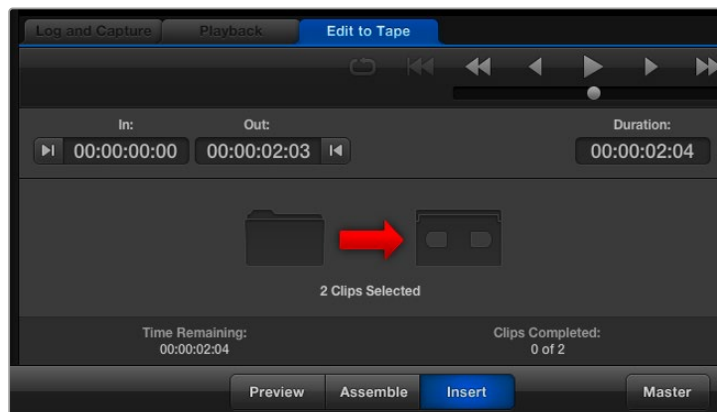 Log and Capture Playback Edit to Tape
In: Out: Duration:
00:00:00:00 00:00:02:03 00:00:02:04
2 Clips Selected
Time Remaining: Clips Completed:
00:00:02:04 0 of 2
Preview Assemble Insert Master